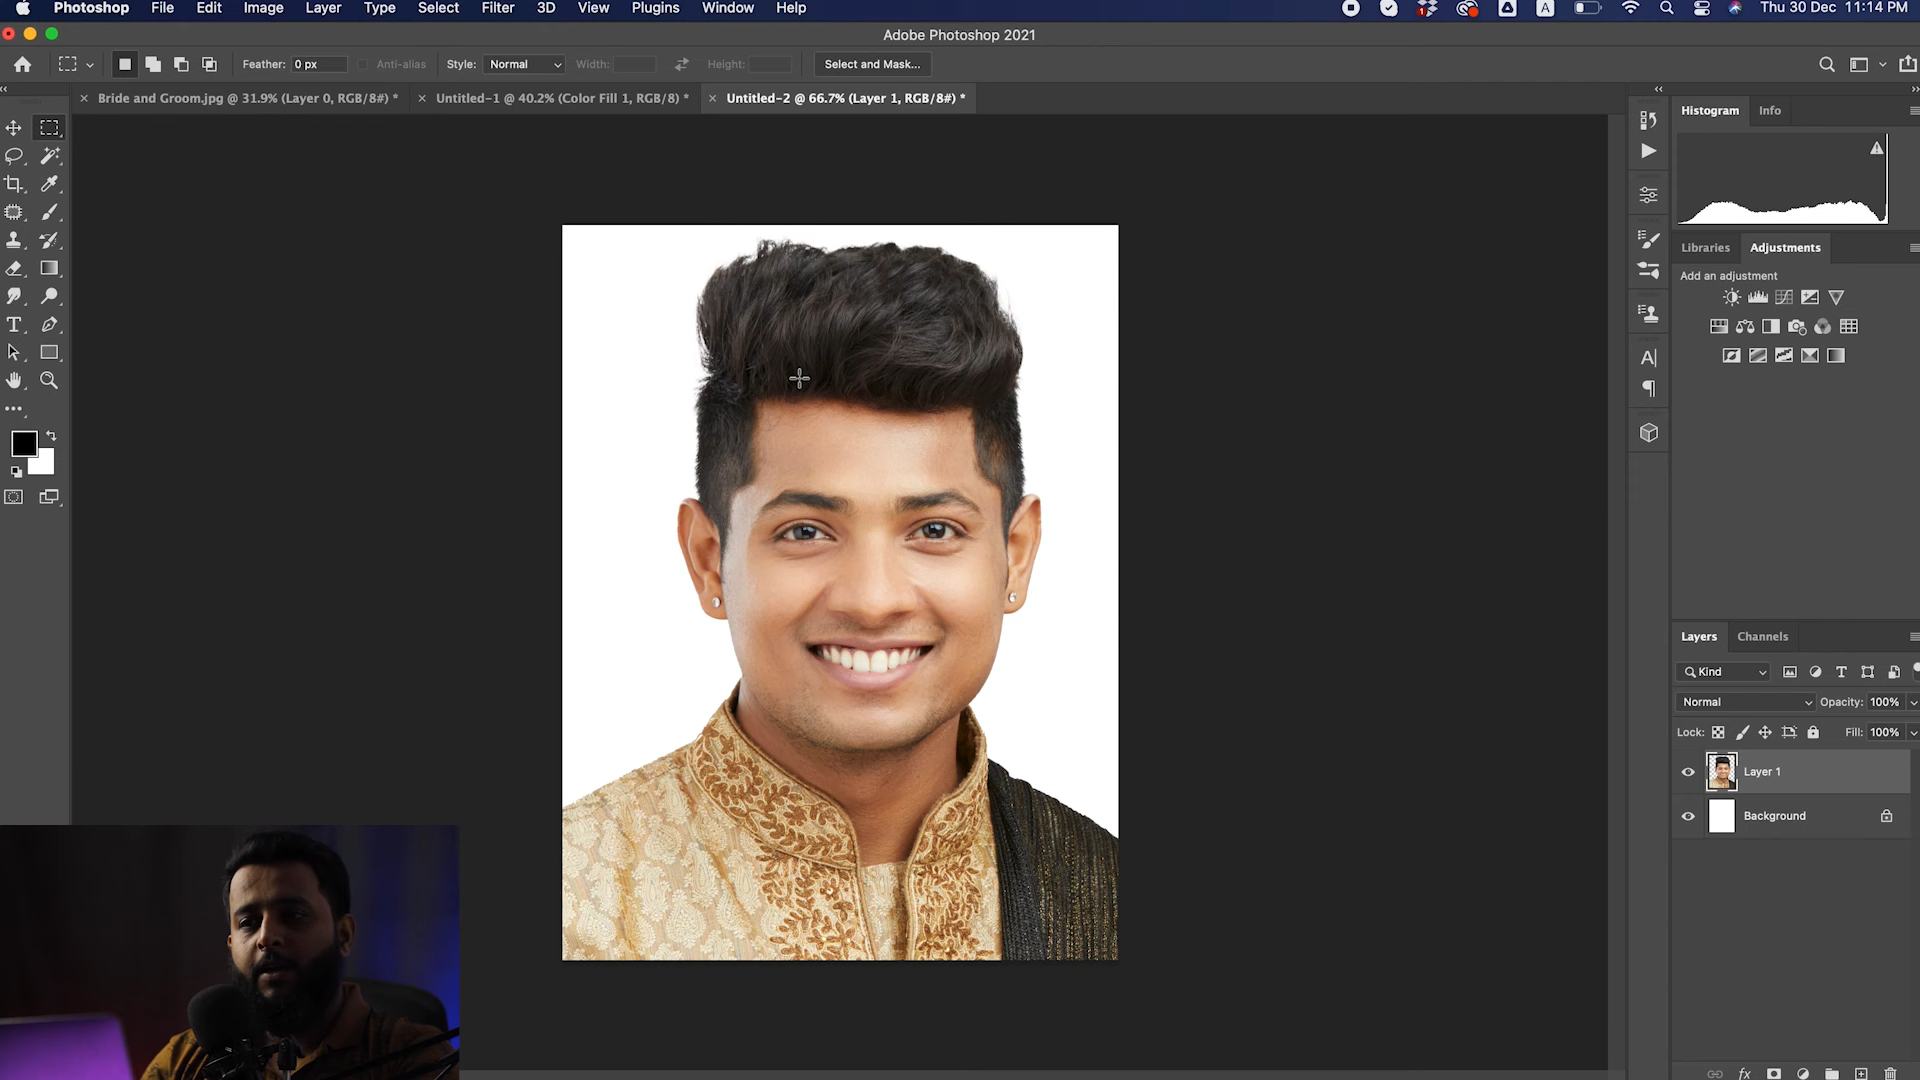 Photoshop File Edit Image Layer Type Select Filter 3D View Plugins Window Help
1 A Thu 30 Dec 11:14 PM
Adobe Photoshop 2021
Feather: 0 px Anti-alias Style: Normal Width: Height: Select and Mask...
Bride and Groom.jpg @ 31.9% (Layer 0, RGB/8#) * Untitled-1 @ 40.2% (Color Fill 1, RGB/8) * Untitled-2 @ 66.7% (Layer 1, RGB/8#) *
Histogram Info
Libraries Adjustments
Add an adjustment
Layers Channels
Kind
Normal Opacity: 100%
Lock: Fill: 100%
Layer 1
Background
fx